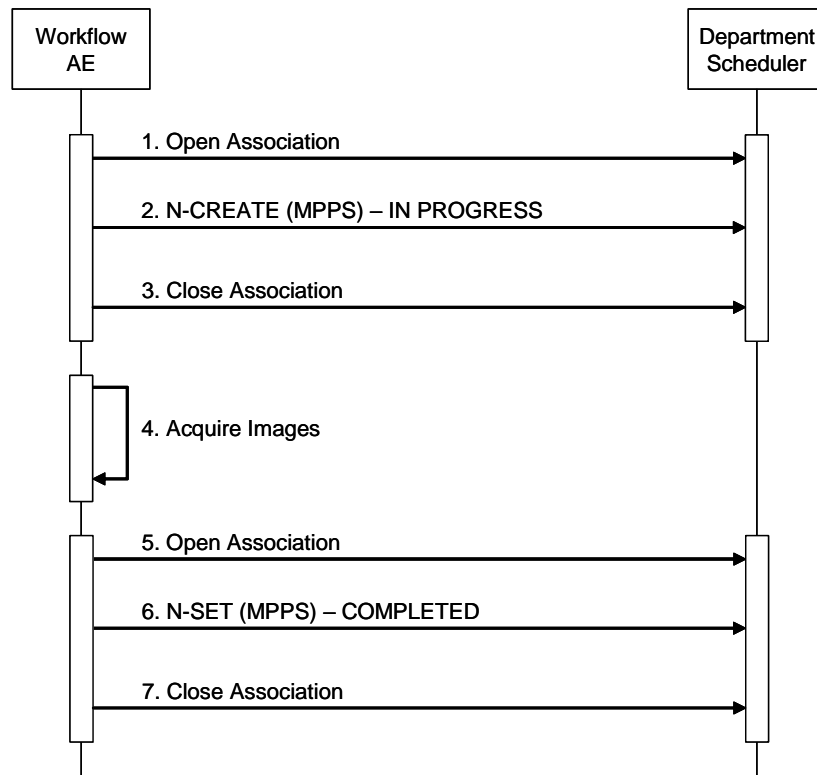 Workflow
AE
Department
Scheduler
1. Open Association
2. N-CREATE (MPPS) – IN PROGRESS
3. Close Association
4. Acquire Images
5. Open Association
6. N-SET (MPPS) – COMPLETED
7. Close Association